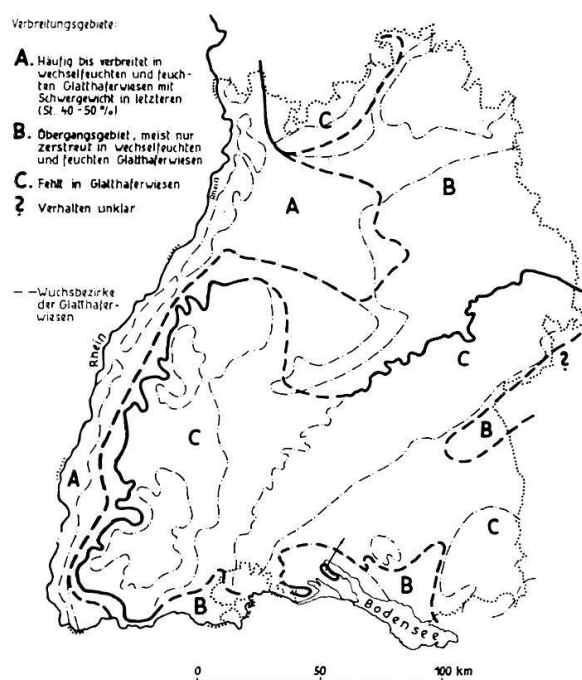 Verbreitungsgebiete:
A. Häufig bis verbreitet in
wechselfeuchten und feuch-
ten Glatthaferwiesen mit
Schwergewicht in letzteren
(St. 40-50%)
B. Übergangsgebiet, meist nur
zerstreut in wechselfeuchten
und feuchten Glatthaferwiesen
C. Fehlt in Glatthaferwiesen
? Verhalten unklar
Wuchsbezirke
der Glatthafer-
wiesen
C
B
A
Rhein
Rhein
C
?
C
B
A
C
B
B
Bodensee
0 50 100 km